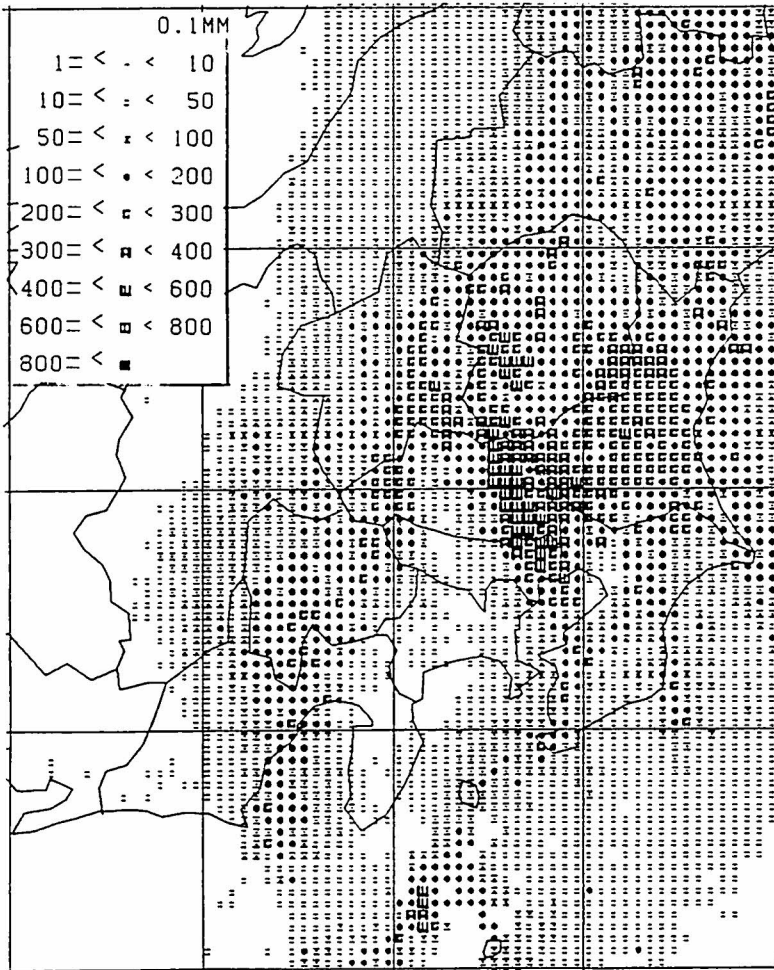 0.1MM
1= < - < 10
10= < = < 50
50= < ɪ < 100
100= < • < 200
200= < < 300
300= < < 400
400= < < 600
600= < < 800
800= <